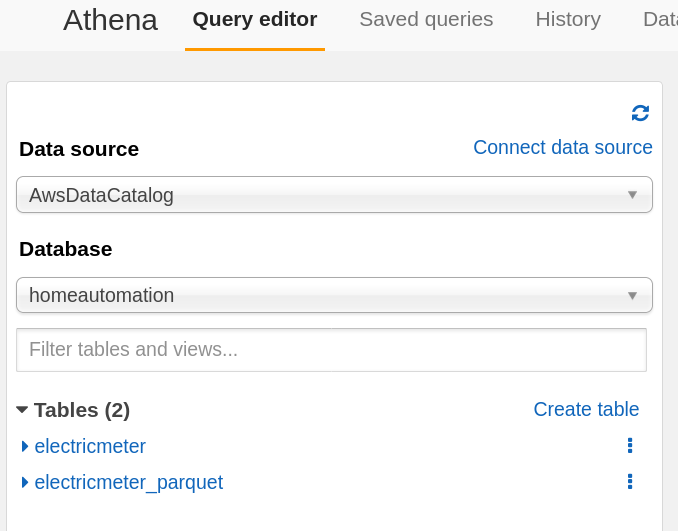 Athena Query editor Saved queries History
Data source Connect data source
AwsDataCatalog
Database
homeautomation
Filter tables and views...
Tables (2) Create table
electricmeter
electricmeter_parquet